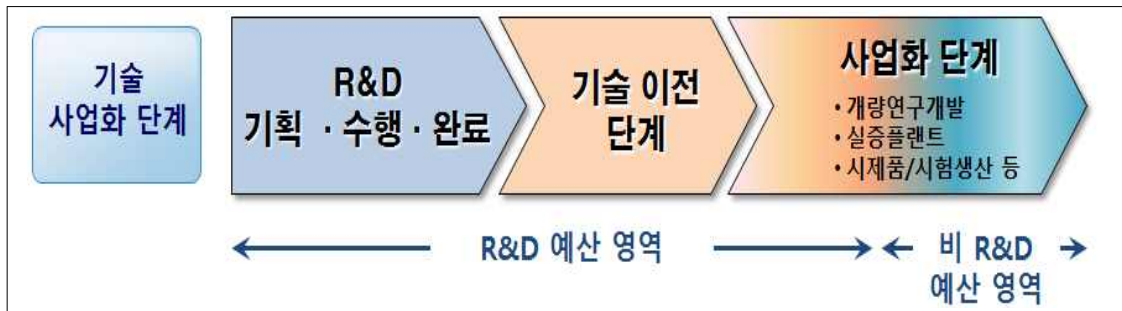 기술
사업화 단계
R&D
기획 · 수행 · 완료
기술 이전
단계
사업화 단계
• 개량연구개발
• 실증플랜트
• 시제품/시험생산 등
R&D 예산 영역
비 R&D
예산 영역